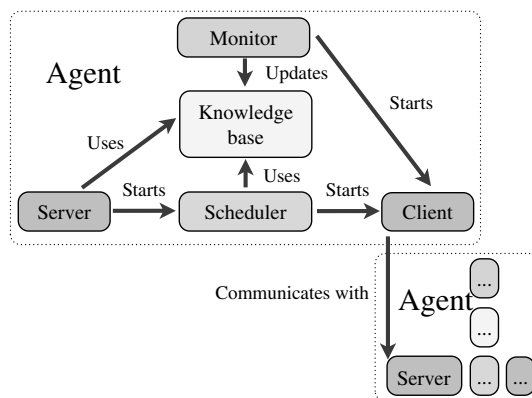 Monitor
Agent
Updates
Knowledge
base
Starts
Uses
Starts
Uses
Starts
Server
Scheduler
Client
Communicates with
Agent
...
...
Server
...
...